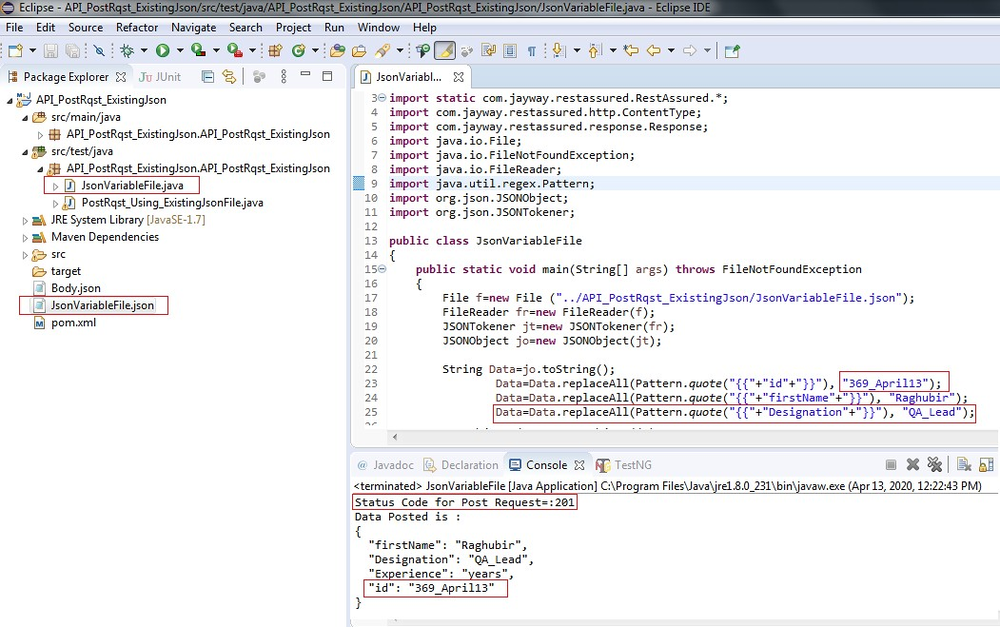 Eclipse - API_PostRqst_ExistingJson/src/test/java/API_PostRqst_ExistingJson/API_PostRqst_ExistingJson/JsonVariableFile.java - Eclipse IDE
File Edit Source Refactor Navigate Search Project Run Window Help
Package Explorer JUnit
API_PostRqst_ExistingJson
src/main/java
API_PostRqst_ExistingJson.API_PostRqst_ExistingJson
src/test/java
API_PostRqst_ExistingJson.API_PostRqst_ExistingJson
JsonVariableFile.java
PostRqst_Using_ExistingJsonFile.java
JRE System Library [JavaSE-1.7]
Maven Dependencies
src
target
Body.json
JsonVariableFile.json
pom.xml
JsonVariabl...
3 import static com.jayway.restassured.RestAssured.*;
4 import com.jayway.restassured.http.ContentType;
5 import com.jayway.restassured.response.Response;
6 import java.io.File;
7 import java.io.FileNotFoundException;
8 import java.io.FileReader;
9 import java.util.regex.Pattern;
10 import org.json.JSONObject;
11 import org.json.JSONTokener;
12
13 public class JsonVariableFile
14 {
15 public static void main(String[] args) throws FileNotFoundException
16 {
17 File f=new File ("../API_PostRqst_ExistingJson/JsonVariableFile.json");
18 FileReader fr=new FileReader(f);
19 JSONTokener jt=new JSONTokener(fr);
20 JSONObject jo=new JSONObject(jt);
21
22 String Data=jo.toString();
23 Data=Data.replaceAll(Pattern.quote("{{"+"id"+"}}"), "369_April13");
24 Data=Data.replaceAll(Pattern.quote("{{"+"firstName"+"}}"), "Raghubir");
25 Data=Data.replaceAll(Pattern.quote("{{"+"Designation"+"}}"), "QA_Lead");
@ Javadoc Declaration Console TestNG
<terminated> JsonVariableFile [Java Application] C:\Program Files\Java\jre1.8.0_231\bin\javaw.exe (Apr 13, 2020, 12:22:43 PM)
Status Code for Post Request=:201
Data Posted is :
{
"firstName": "Raghubir",
"Designation": "QA_Lead",
"Experience": "years",
"id": "369_April13"
}